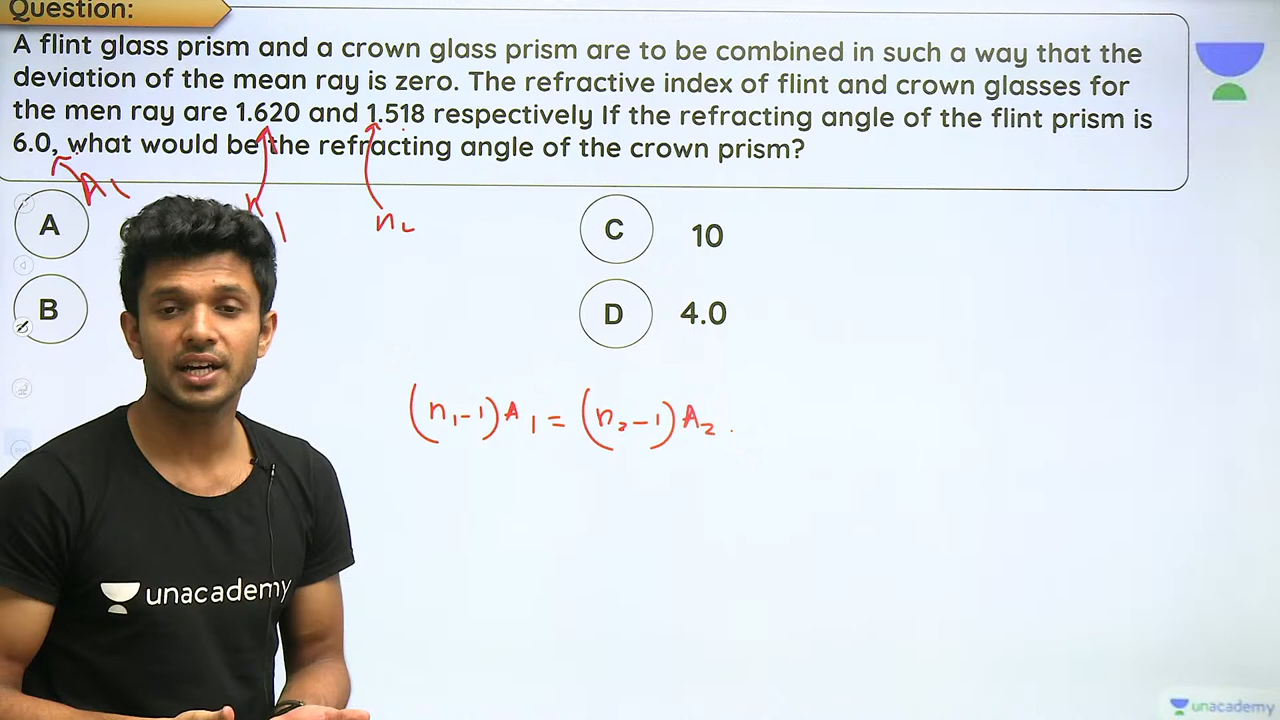 Question:
A flint glass prism and a crown glass prism are to be combined in such a way that the
deviation of the mean ray is zero. The refractive index of flint and crown glasses for
the men ray are 1.620 and 1.518 respectively If the refracting angle of the flint prism is
6.0, what would be the refracting angle of the crown prism?
A1
n1
n2
A
C 10
B
D 4.0
(n1-1)A1=(n2-1)A2.
unacademy
unacademy